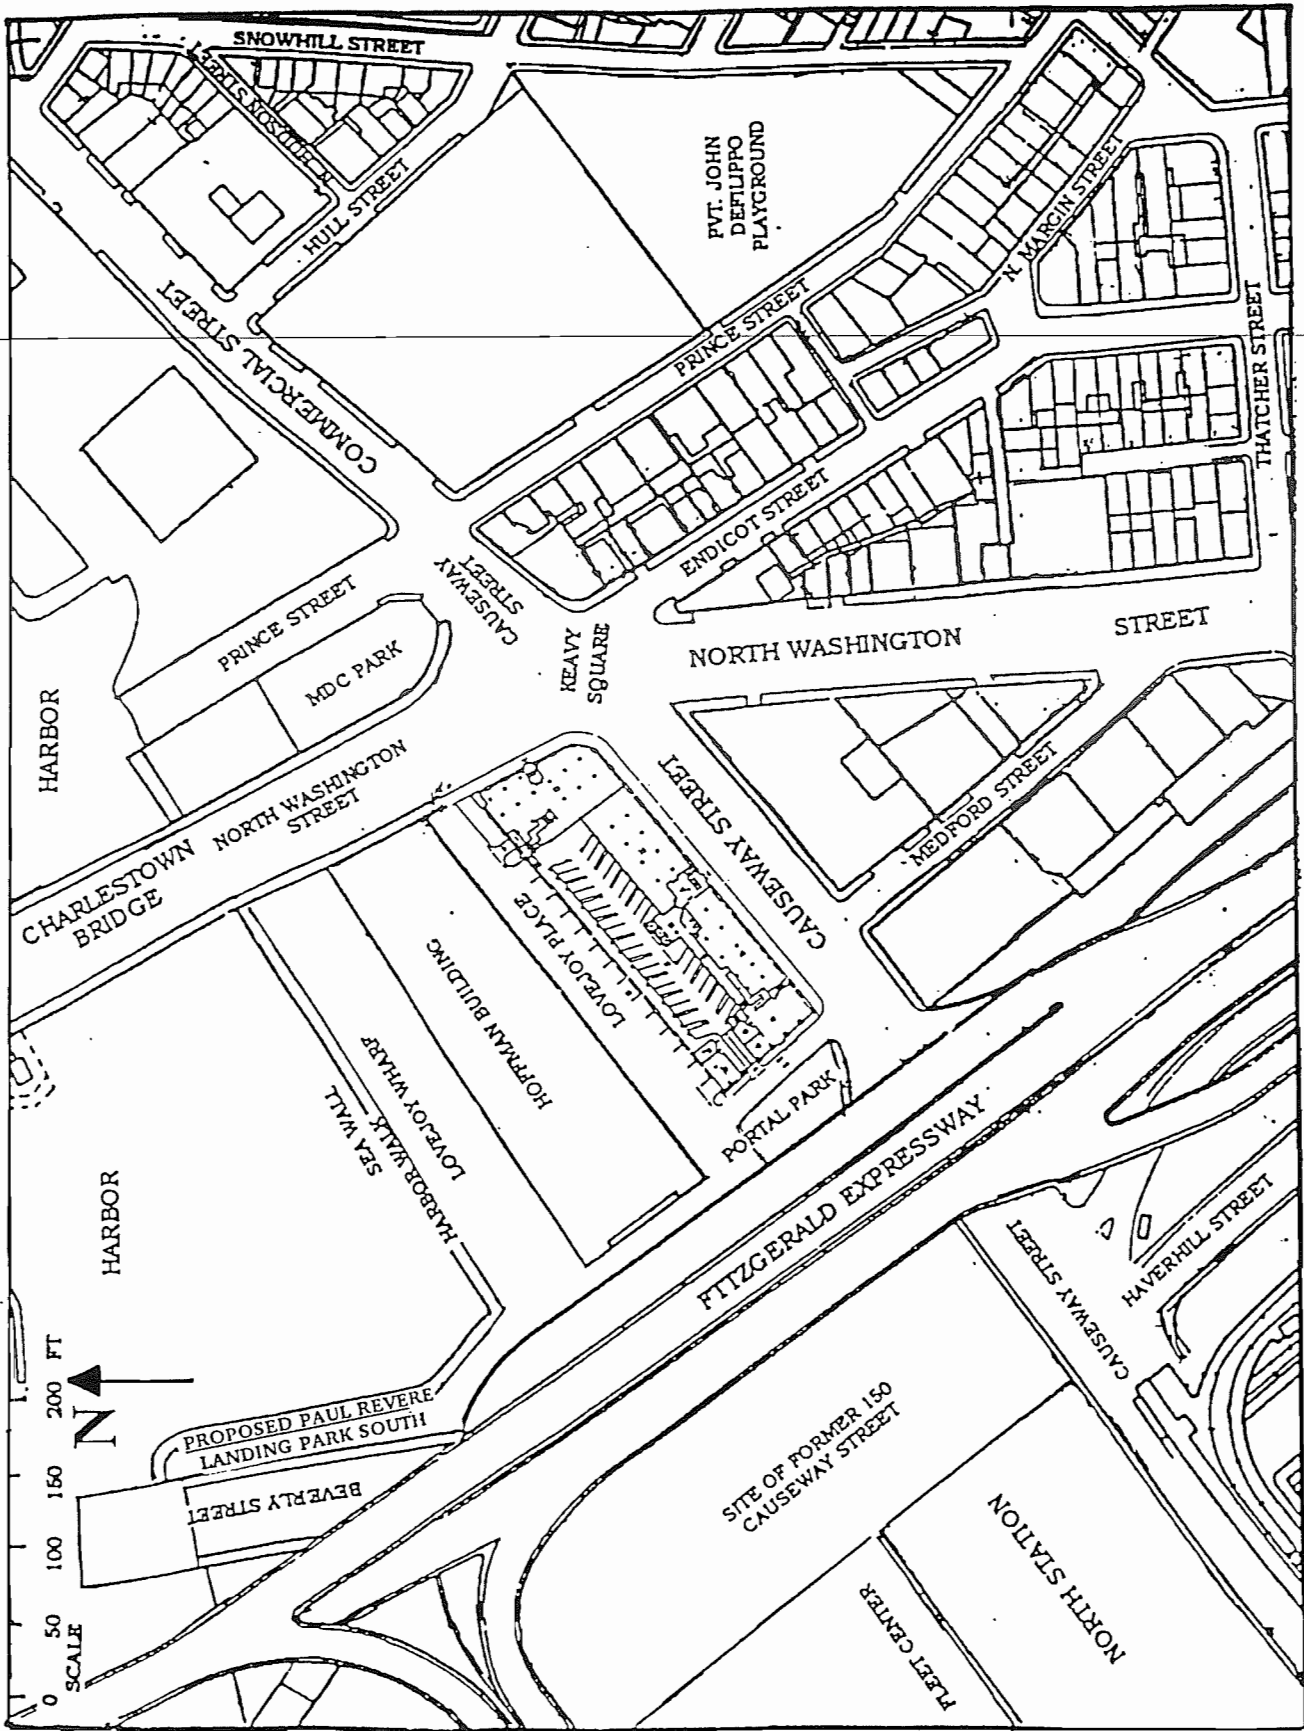 SNOWHILL STREET
N. HUDSON STREET
HULL STREET
COMMERCIAL STREET
PVT. JOHN
DEFILIPPO
PLAYGROUND
PRINCE STREET
N. MARGIN STREET
THATCHER STREET
ENDICOT STREET
CAUSEWAY
STREET
KEAVY
SQUARE
NORTH WASHINGTON
STREET
PRINCE STREET
MDC PARK
HARBOR
NORTH WASHINGTON
STREET
CHARLESTOWN
BRIDGE
CAUSEWAY STREET
MEDFORD STREET
LOVEJOY PLACE
HOFFMAN BUILDING
LOVEJOY WHARF
HARBOR WALK
SEA WALL
PORTAL PARK
FITZGERALD EXPRESSWAY
HARBOR
CAUSEWAY STREET
HAVERHILL STREET
PROPOSED PAUL REVERE
LANDING PARK SOUTH
BEVERLY STREET
SITE OF FORMER 150
CAUSEWAY STREET
NORTH STATION
FLEET CENTER
N
0 50 100 150 200 FT
SCALE